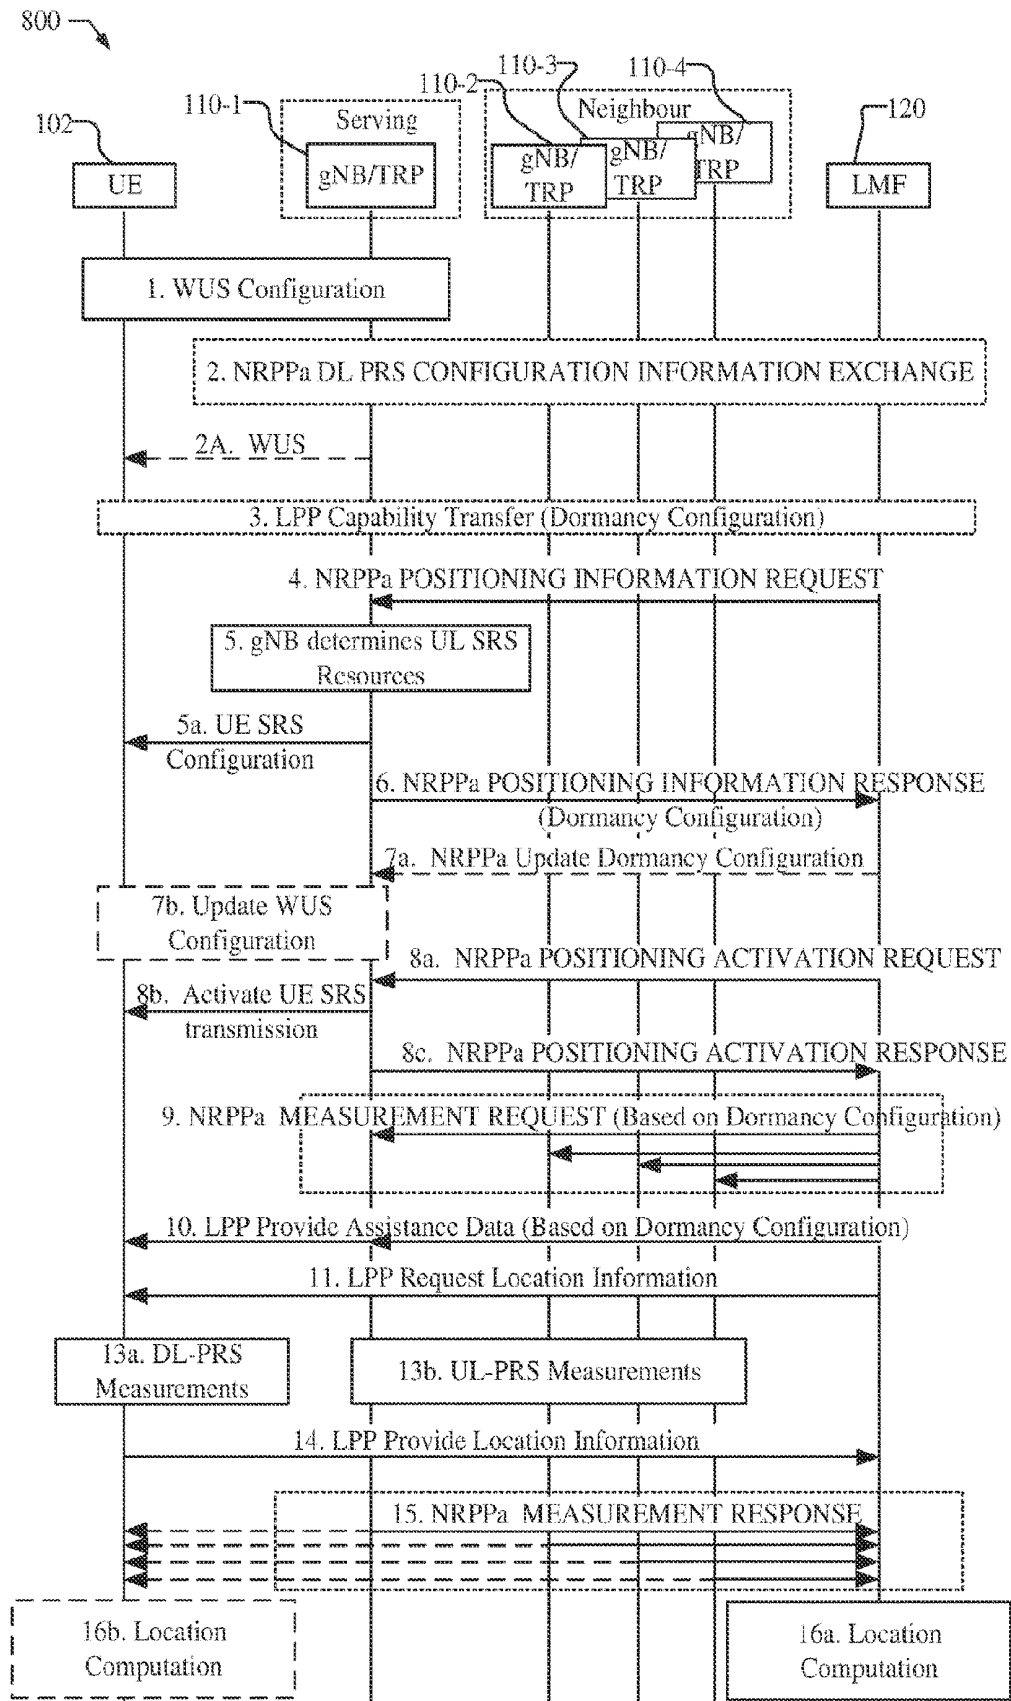 800
110-3
110-4
110-2
110-1
Neighbour
120
102
Serving
gNB/
gNB/TRP
gNB/
gNB/
TRP
UE
TRP
TRP
LMF
1. WUS Configuration
2. NRPPa DL PRS CONFIGURATION INFORMATION EXCHANGE
2A. WUS
3. LPP Capability Transfer (Dormancy Configuration)
4. NRPPa POSITIONING INFORMATION REQUEST
5. gNB determines UL SRS
Resources
5a. UE SRS
Configuration
6. NRPPa POSITIONING INFORMATION RESPONSE
(Dormancy Configuration)
7a. NRPPa Update Dormancy Configuration
7b. Update WUS
Configuration
8a. NRPPa POSITIONING ACTIVATION REQUEST
8b. Activate UE SRS
transmission
8c. NRPPa POSITIONING ACTIVATION RESPONSE
9. NRPPa MEASUREMENT REQUEST (Based on Dormancy Configuration)
10. LPP Provide Assistance Data (Based on Dormancy Configuration)
11. LPP Request Location Information
13a. DL-PRS
Measurements
13b. UL-PRS Measurements
14. LPP Provide Location Information
15. NRPPa MEASUREMENT RESPONSE
16b. Location
Computation
16a. Location
Computation